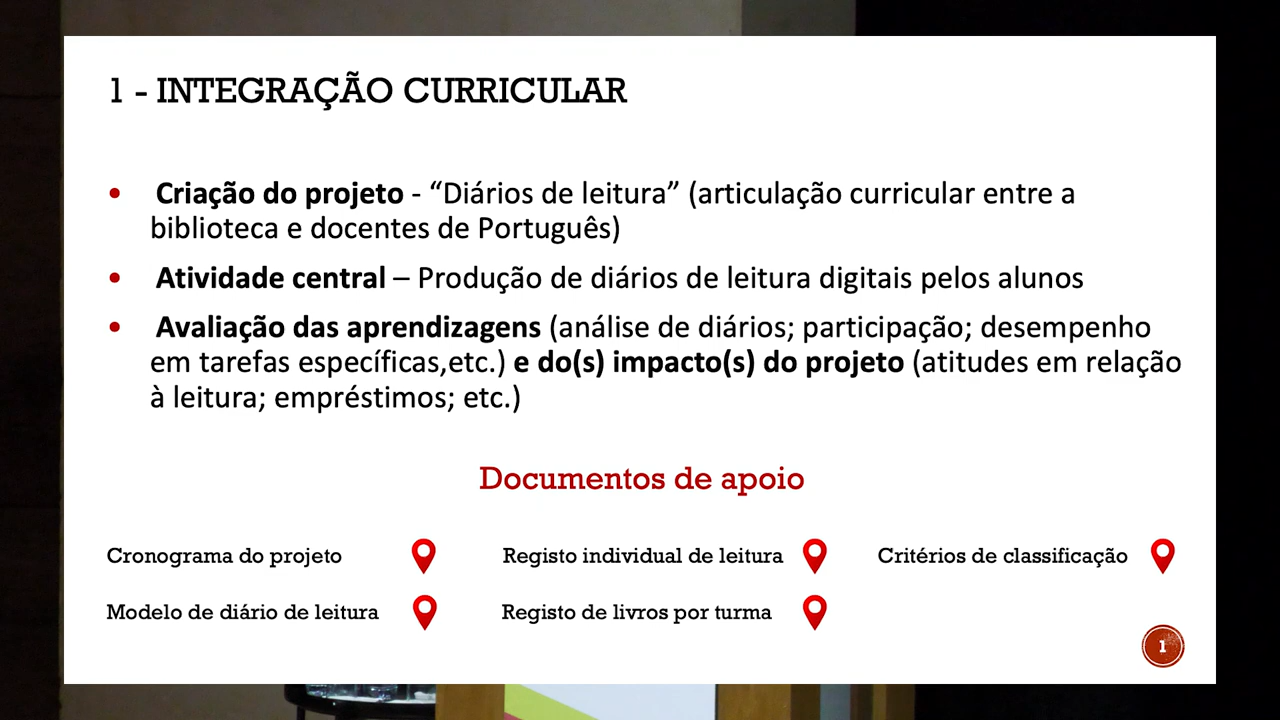 1 - INTEGRAÇÃO CURRICULAR
• Criação do projeto - “Diários de leitura” (articulação curricular entre a
biblioteca e docentes de Português)
• Atividade central – Produção de diários de leitura digitais pelos alunos
• Avaliação das aprendizagens (análise de diários; participação; desempenho
em tarefas específicas,etc.) e do(s) impacto(s) do projeto (atitudes em relação
à leitura; empréstimos; etc.)
Documentos de apoio
Cronograma do projeto
Registo individual de leitura
Critérios de classificação
Modelo de diário de leitura
Registo de livros por turma
1